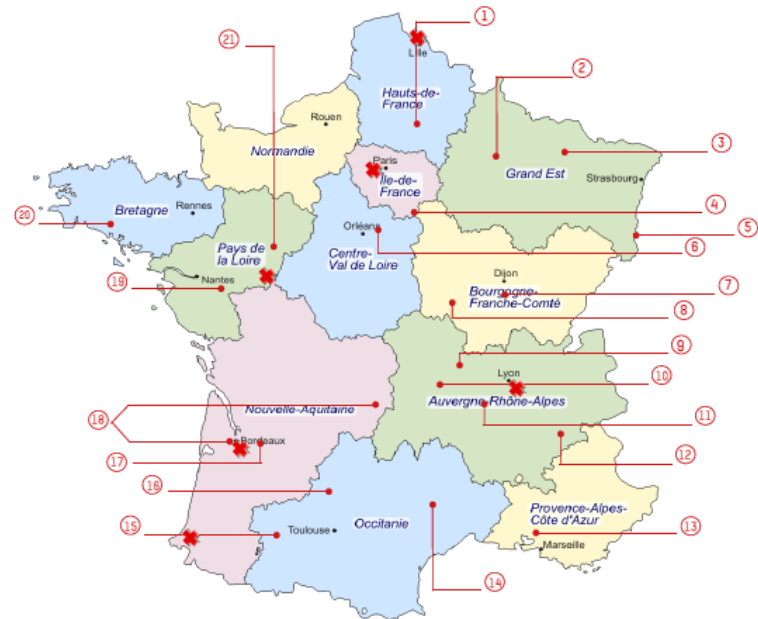 ①
㉑
Lille
②
Hauts-de-
France
Rouen
③
Normandie
Paris
Grand Est
Île-de-
France
Strasbourg
④
⑳
Bretagne
Rennes
⑤
Orléans
⑥
Pays de
la Loire
Centre-
Val de Loire
Nantes
Dijon
⑲
⑦
Bourgogne-
Franche-Comté
⑧
⑨
Lyon
⑩
Auvergne-Rhône-Alpes
Nouvelle-Aquitaine
⑱
⑪
Bordeaux
⑰
⑫
⑯
Provence-Alpes-
Côte d'Azur
⑮
Toulouse
Occitanie
⑬
Marseille
⑭